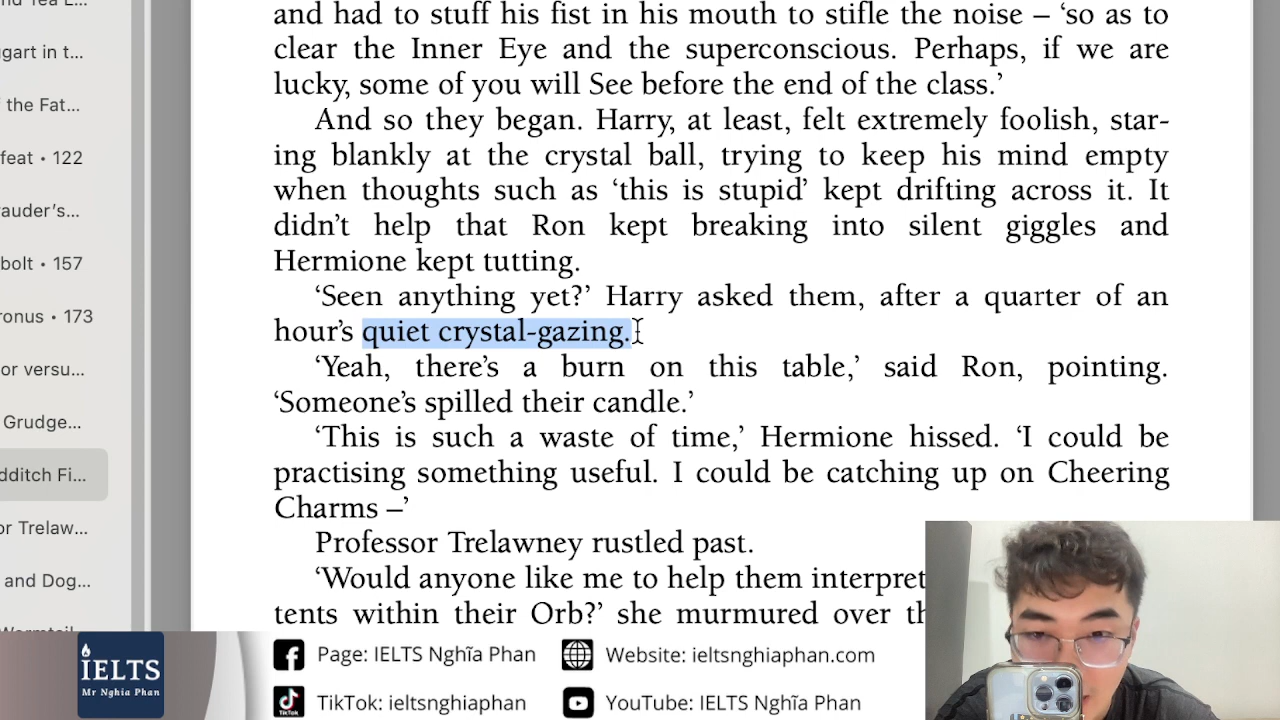 and had to stuff his fist in his mouth to stifle the noise – ‘so as to
clear the Inner Eye and the superconscious. Perhaps, if we are
lucky, some of you will See before the end of the class.’
And so they began. Harry, at least, felt extremely foolish, star-
ing blankly at the crystal ball, trying to keep his mind empty
when thoughts such as ‘this is stupid’ kept drifting across it. It
didn’t help that Ron kept breaking into silent giggles and
Hermione kept tutting.
‘Seen anything yet?’ Harry asked them, after a quarter of an
hour’s quiet crystal-gazing.
‘Yeah, there’s a burn on this table,’ said Ron, pointing.
‘Someone’s spilled their candle.’
‘This is such a waste of time,’ Hermione hissed. ‘I could be
practising something useful. I could be catching up on Cheering
Charms –’
Professor Trelawney rustled past.
‘Would anyone like me to help them interpret
tents within their Orb?’ she murmured over th
ggart in t...
the Fat...
feat • 122
rauder’s...
bolt • 157
ronus • 173
or versu...
Grudge...
dditch Fi...
or Trelaw...
and Dog...
IELTS
Mr Nghia Phan
Page: IELTS Nghĩa Phan
Website: ieltsnghiaphan.com
TikTok
TikTok: ieltsnghiaphan
YouTube: IELTS Nghĩa Phan